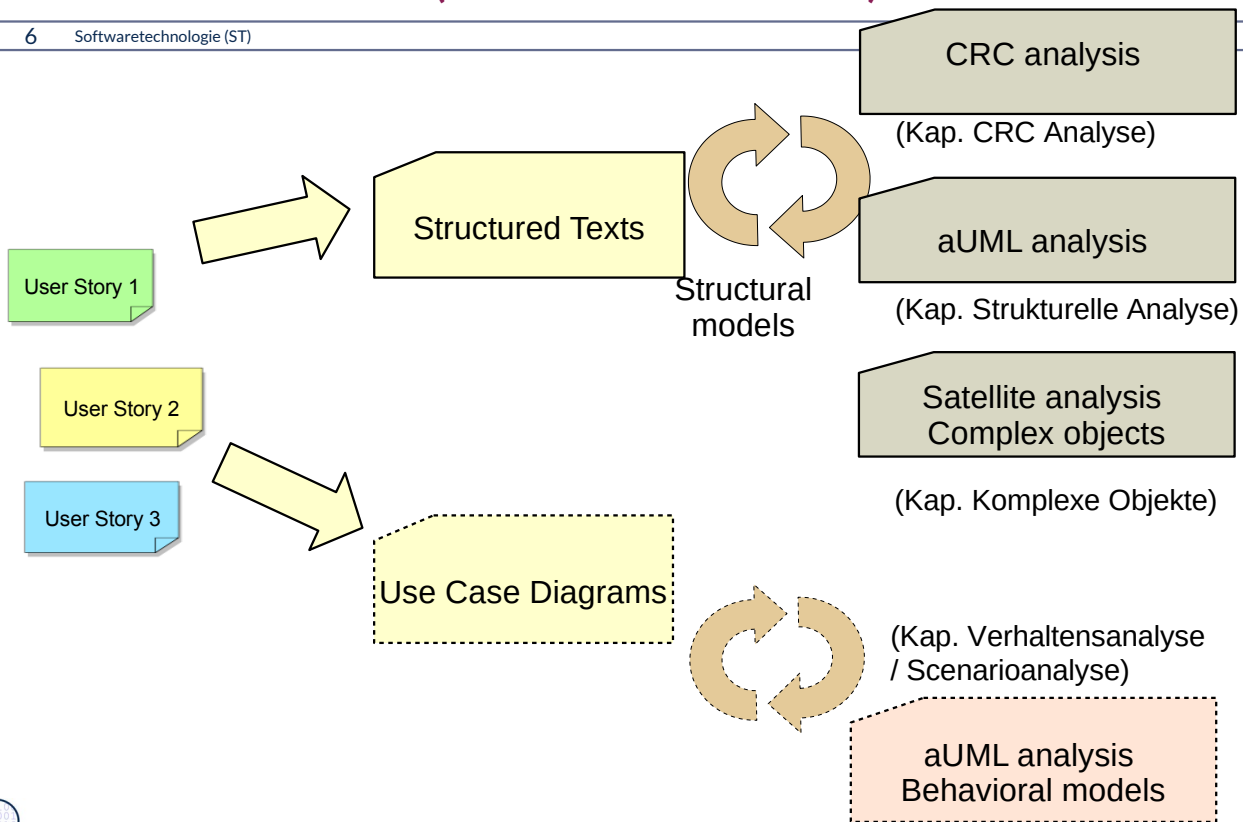 6 Softwaretechnologie (ST)
CRC analysis
(Kap. CRC Analyse)
Structured Texts
aUML analysis
User Story 1
Structural
models
(Kap. Strukturelle Analyse)
User Story 2
Satellite analysis
Complex objects
(Kap. Komplexe Objekte)
User Story 3
Use Case Diagrams
(Kap. Verhaltensanalyse
/ Scenarioanalyse)
aUML analysis
Behavioral models